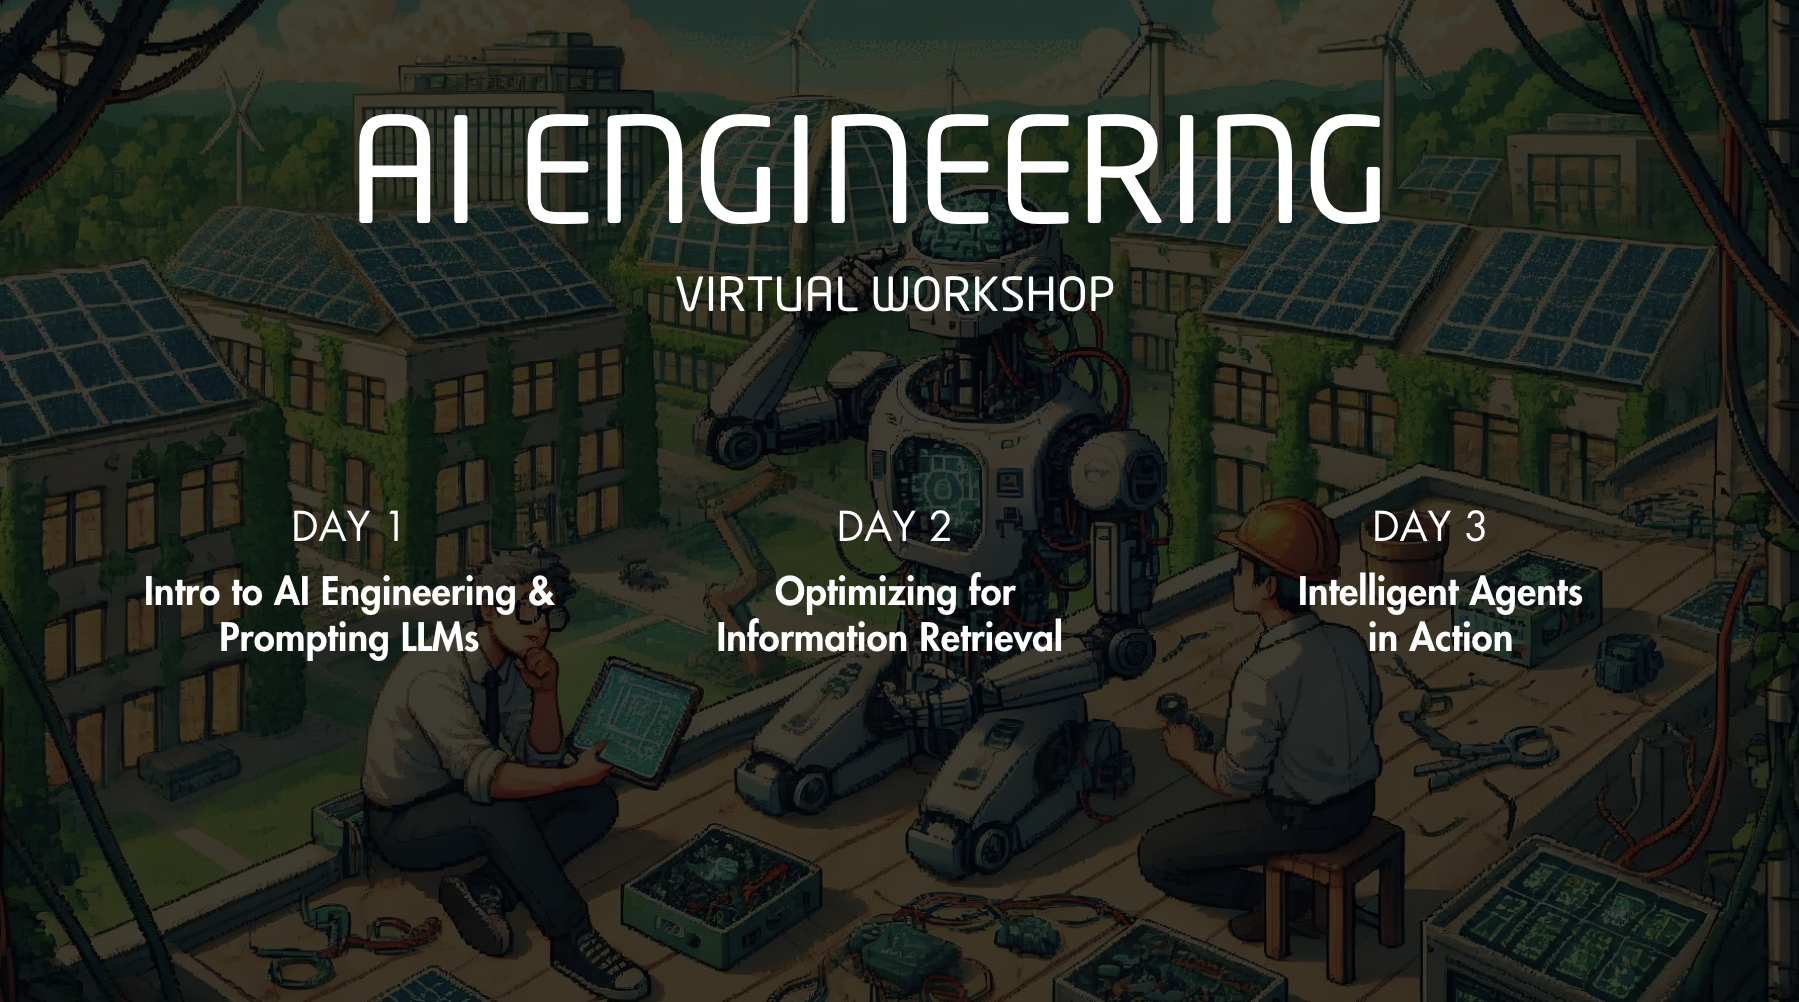 AI ENGINEERING
VIRTUAL WORKSHOP
DAY 1
Intro to AI Engineering &
Prompting LLMs
DAY 2
Optimizing for
Information Retrieval
DAY 3
Intelligent Agents
in Action